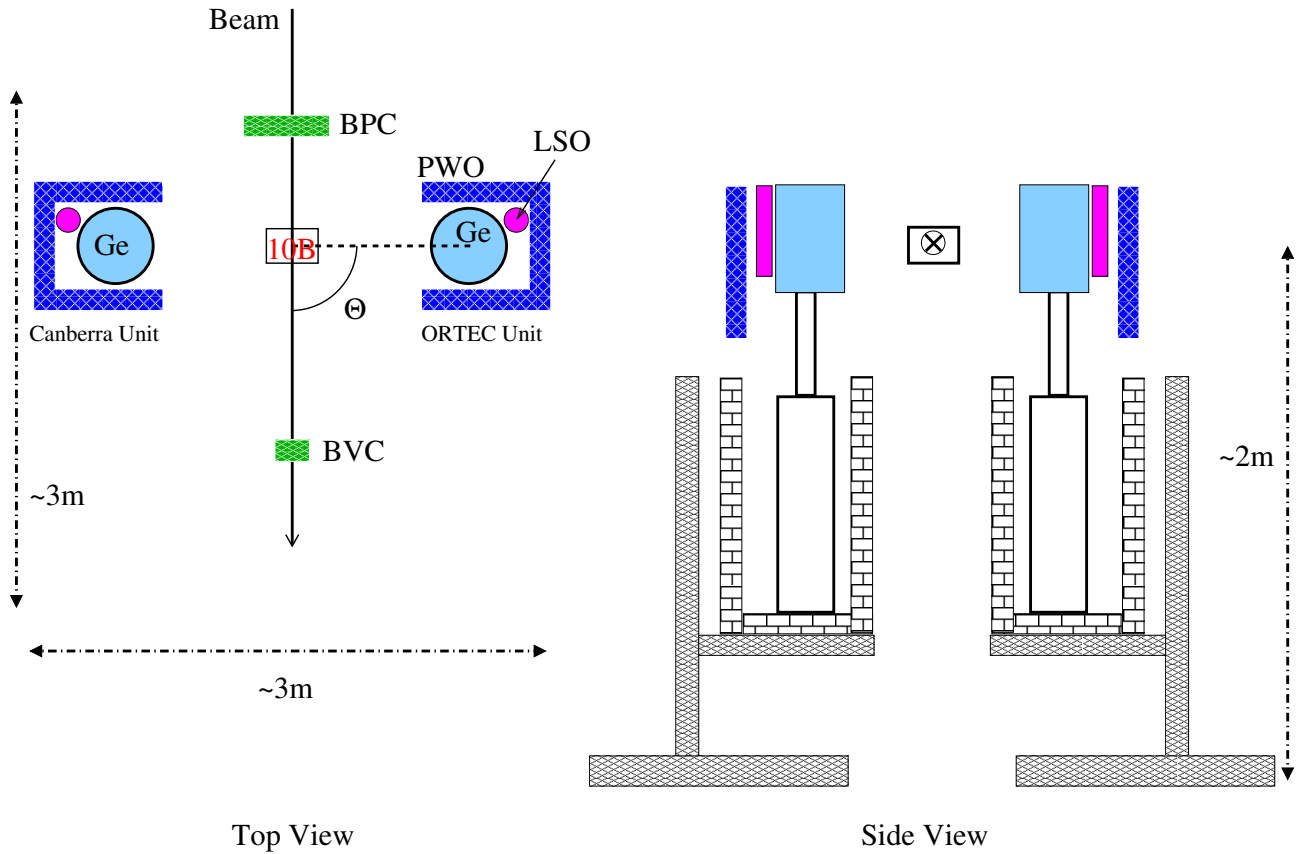 Beam
BPC
LSO
PWO
Ge
10B
Ge
Θ
Canberra Unit
ORTEC Unit
BVC
~3m
~3m
~2m
Top View
Side View